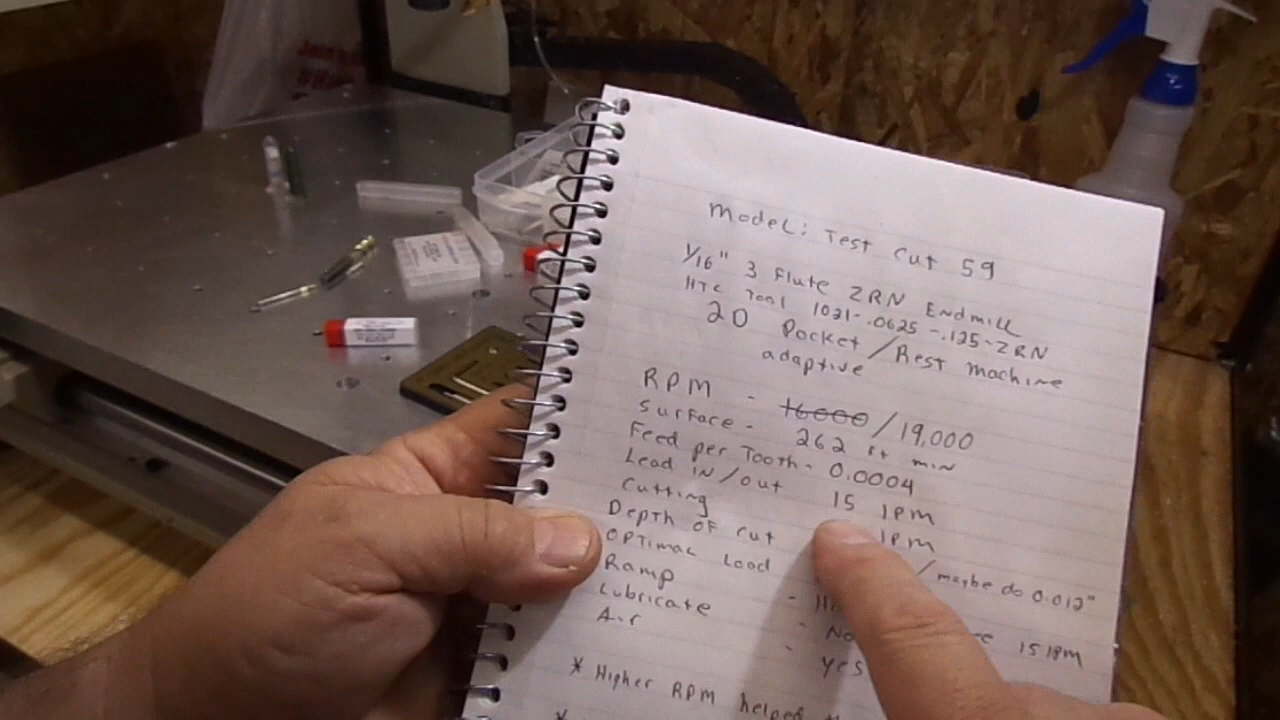 Model: Test Cut 59
1/16" 3 Flute ZRN Endmill
HTC Tool 1021-.0625-.125-ZRN
2D Pocket / Rest Machine
adaptive
RPM - 16000 / 19,000
Surface - 262 ft min
Feed per Tooth - 0.0004
Lead in/out 15 IPM
Cutting IPM
Depth of cut / maybe do 0.012"
Optimal Load
Ramp - 15 IPM
Lubricate - No
Air - Yes
* Higher RPM helped
*